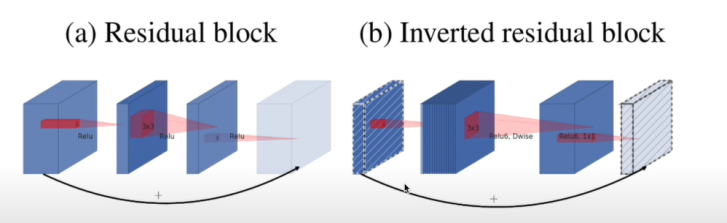 (a) Residual block
(b) Inverted residual block
Relu
3x3
Relu
Relu
3x3
Relu6, Dwise
Relu6, 1x1
+
+